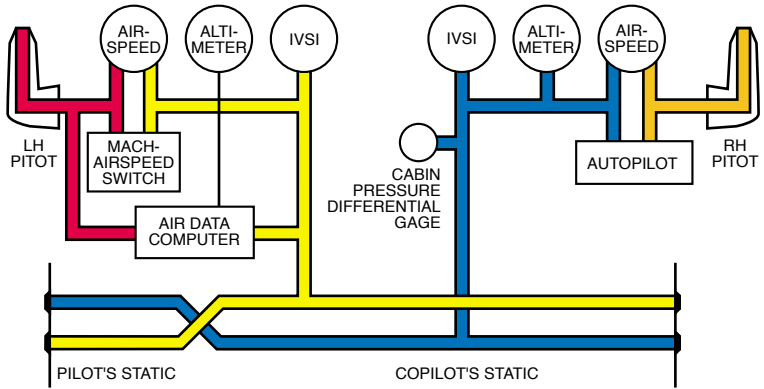 AIR-
SPEED
ALTI-
METER
IVSI
IVSI
ALTI-
METER
AIR-
SPEED
LH
PITOT
MACH-
AIRSPEED
SWITCH
CABIN
PRESSURE
DIFFERENTIAL
GAGE
AUTOPILOT
RH
PITOT
AIR DATA
COMPUTER
PILOT'S STATIC
COPILOT'S STATIC